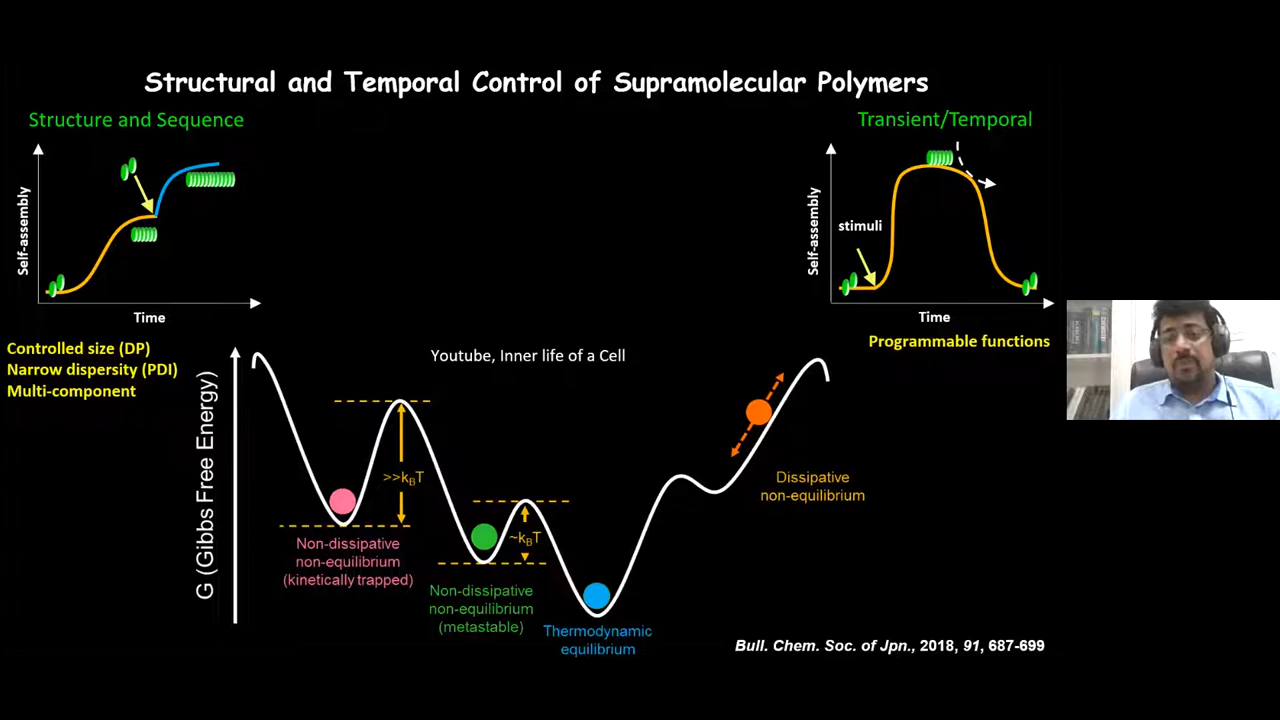 Structural and Temporal Control of Supramolecular Polymers
Structure and Sequence
Self-assembly
Time
Controlled size (DP)
Narrow dispersity (PDI)
Multi-component
Transient/Temporal
Self-assembly
stimuli
Time
Programmable functions
Youtube, Inner life of a Cell
G (Gibbs Free Energy)
>>kBT
~kBT
Non-dissipative
non-equilibrium
(kinetically trapped)
Non-dissipative
non-equilibrium
(metastable)
Thermodynamic
equilibrium
Dissipative
non-equilibrium
Bull. Chem. Soc. of Jpn., 2018, 91, 687-699